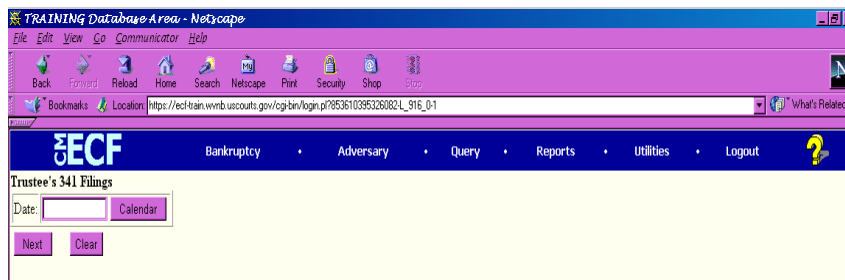 TRAINING Database Area - Netscape
File Edit View Go Communicator Help
Back Forward Reload Home Search Netscape Print Security Shop Stop
Bookmarks Location: https://ecf-train.wvnb.uscourts.gov/cgi-bin/login.pl?853610395326082-L_916_0-1 What's Related
CM ECF Bankruptcy • Adversary • Query • Reports • Utilities • Logout ?
Trustee's 341 Filings
Date: Calendar
Next Clear